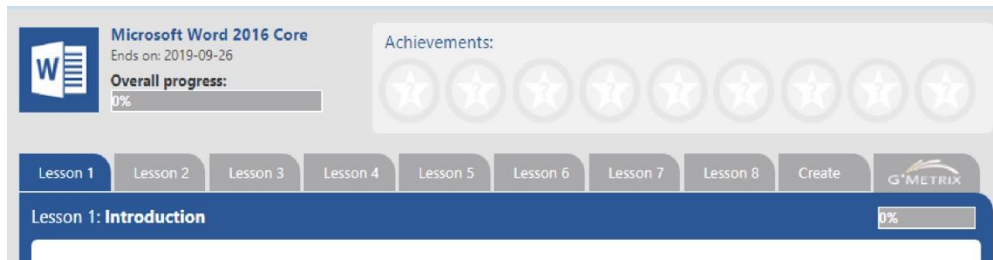 W
Microsoft Word 2016 Core
Ends on: 2019-09-26
Overall progress:
0%
Achievements:
? ? ? ? ? ? ? ?
Lesson 1 Lesson 2 Lesson 3 Lesson 4 Lesson 5 Lesson 6 Lesson 7 Lesson 8 Create G*METRIX
Lesson 1: Introduction
0%